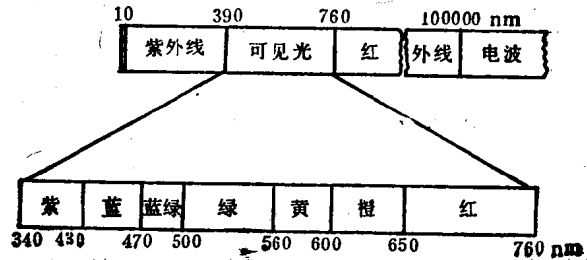 10 390 760 100000 nm
紫外线 可见光 红 外线 电波
紫 蓝 蓝绿 绿 黄 橙 红
340 430 470 500 560 600 650 760 nm